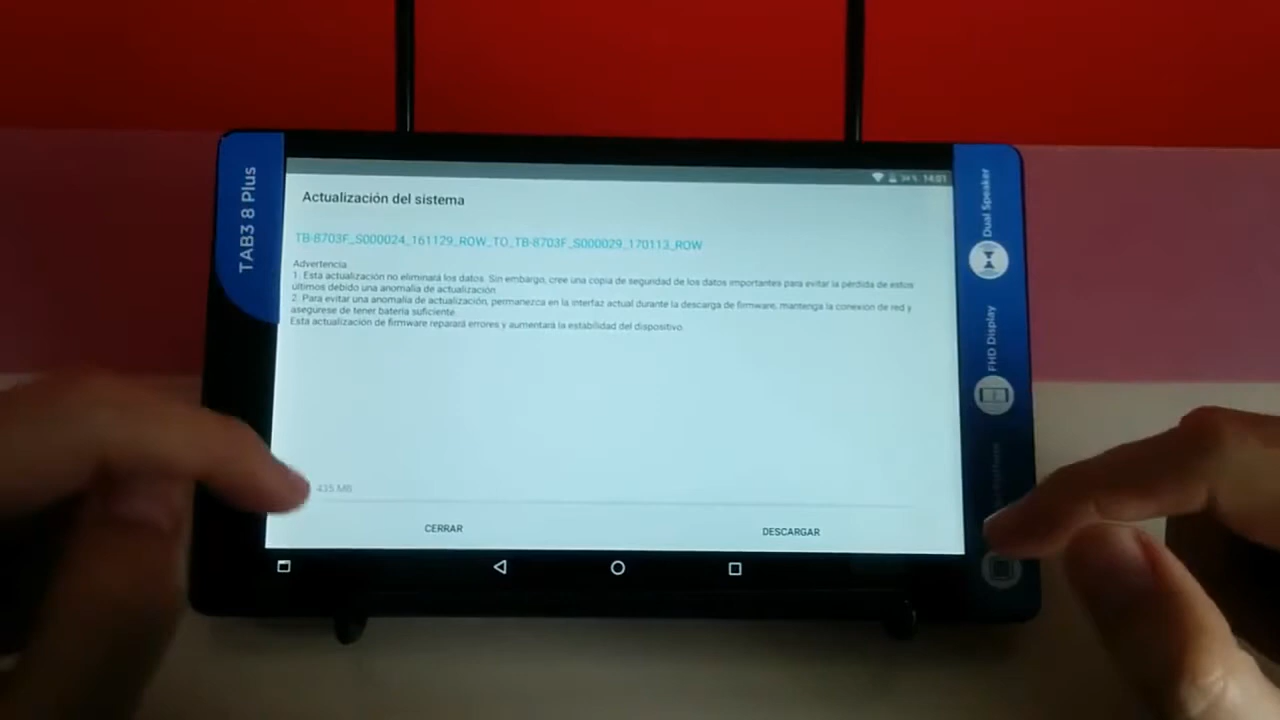 TAB3 8 Plus
14:01
Actualización del sistema
TB-8703F_S000024_161129_ROW_TO_TB-8703F_S000029_170113_ROW
Advertencia
1. Esta actualización no eliminará los datos. Sin embargo, cree una copia de seguridad de los datos importantes para evitar la pérdida de estos
últimos debido una anomalía de actualización.
2. Para evitar una anomalía de actualización, permanezca en la interfaz actual durante la descarga de firmware, mantenga la conexión de red y
asegúrese de tener batería suficiente.
Esta actualización de firmware reparará errores y aumentará la estabilidad del dispositivo.
435 MB
CERRAR
DESCARGAR
Dual Speaker
FHD Display